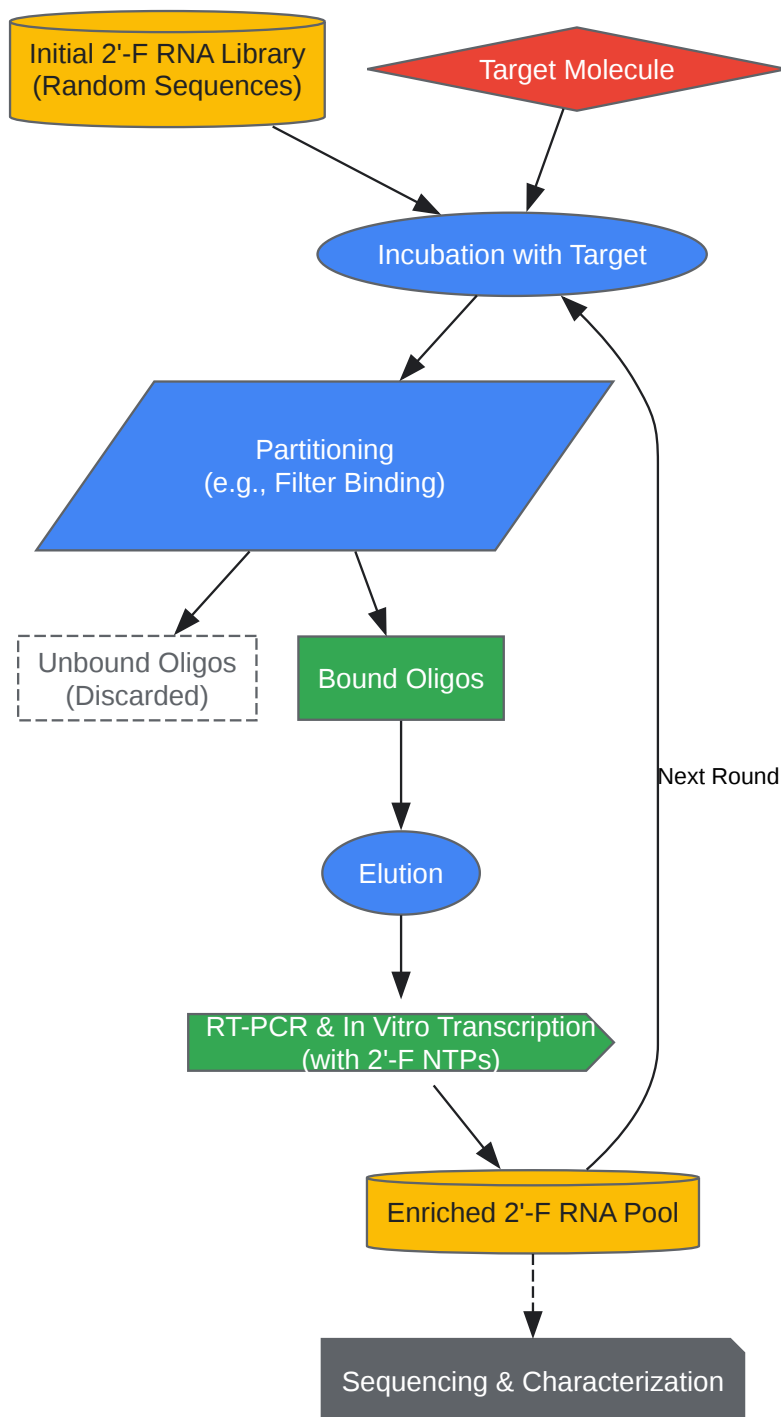 Initial 2'-F RNA Library
(Random Sequences)
Target Molecule
Incubation with Target
Partitioning
(e.g., Filter Binding)
Unbound Oligos
(Discarded)
Bound Oligos
Next Round
Elution
RT-PCR & In Vitro Transcription
(with 2'-F NTPs)
Enriched 2'-F RNA Pool
Sequencing & Characterization